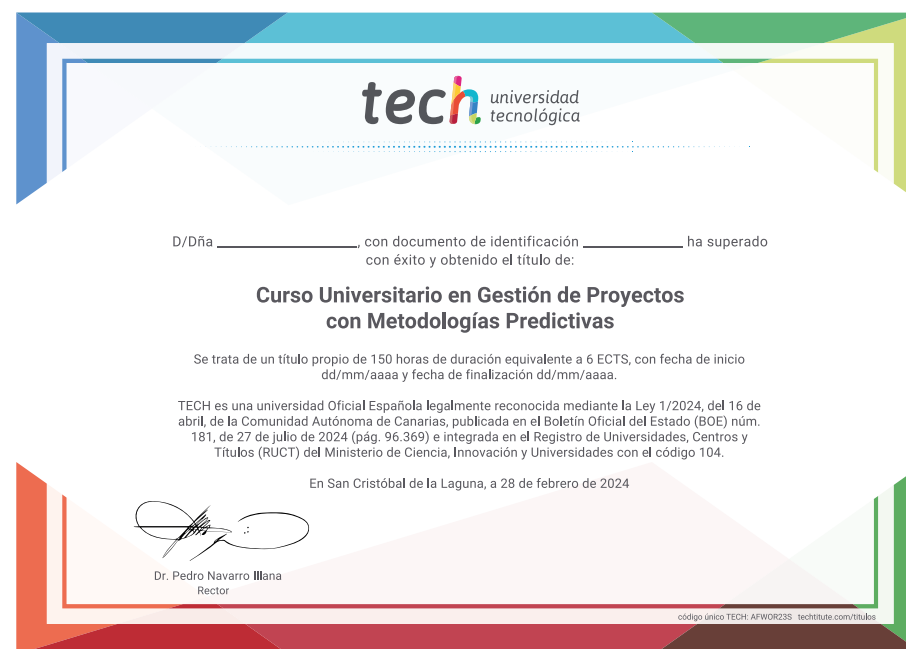 tech universidad
tecnológica
D/Dña ____________________, con documento de identificación ______________ ha superado
con éxito y obtenido el título de:
Curso Universitario en Gestión de Proyectos
con Metodologías Predictivas
Se trata de un título propio de 150 horas de duración equivalente a 6 ECTS, con fecha de inicio
dd/mm/aaaa y fecha de finalización dd/mm/aaaa.
TECH es una universidad Oficial Española legalmente reconocida mediante la Ley 1/2024, del 16 de
abril, de la Comunidad Autónoma de Canarias, publicada en el Boletín Oficial del Estado (BOE) núm.
181, de 27 de julio de 2024 (pág. 96.369) e integrada en el Registro de Universidades, Centros y
Títulos (RUCT) del Ministerio de Ciencia, Innovación y Universidades con el código 104.
En San Cristóbal de la Laguna, a 28 de febrero de 2024
Dr. Pedro Navarro Illana
Rector
código único TECH: AFWOR23S techtitute.com/titulos